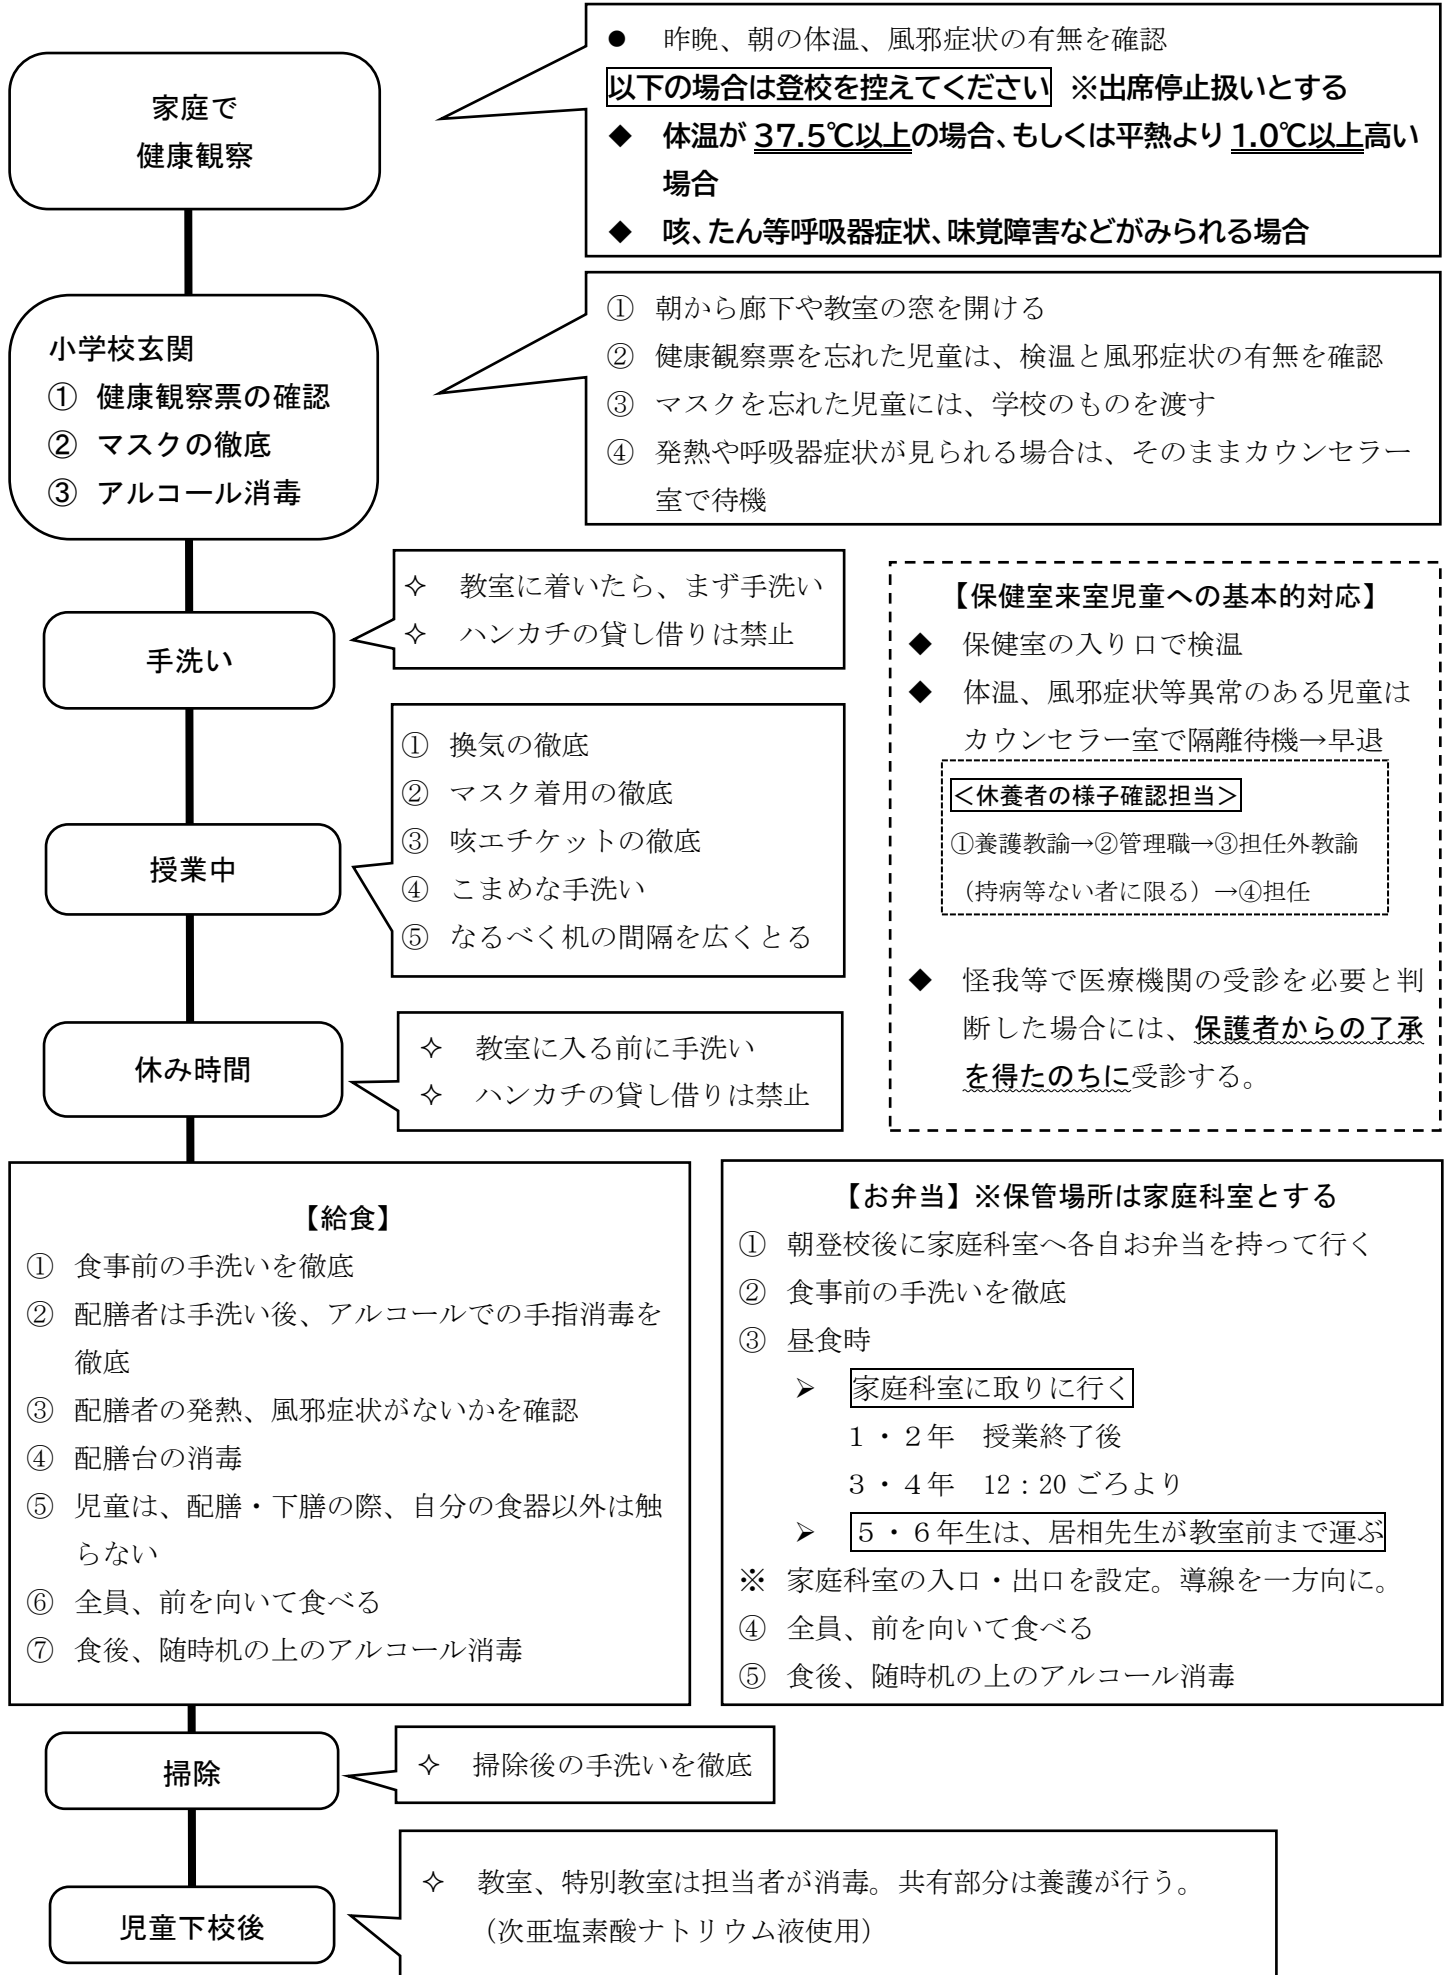 家庭で
健康観察
● 昨晩、朝の体温、風邪症状の有無を確認
以下の場合は登校を控えてください ※出席停止扱いとする
◆ 体温が 37.5℃以上の場合、もしくは平熱より 1.0℃以上高い
場合
◆ 咳、たん等呼吸器症状、味覚障害などがみられる場合
小学校玄関
① 健康観察票の確認
② マスクの徹底
③ アルコール消毒
① 朝から廊下や教室の窓を開ける
② 健康観察票を忘れた児童は、検温と風邪症状の有無を確認
③ マスクを忘れた児童には、学校のものを渡す
④ 発熱や呼吸器症状が見られる場合は、そのままカウンセラー
室で待機
手洗い
✧ 教室に着いたら、まず手洗い
✧ ハンカチの貸し借りは禁止
授業中
① 換気の徹底
② マスク着用の徹底
③ 咳エチケットの徹底
④ こまめな手洗い
⑤ なるべく机の間隔を広くとる
休み時間
✧ 教室に入る前に手洗い
✧ ハンカチの貸し借りは禁止
【保健室来室児童への基本的対応】
◆ 保健室の入り口で検温
◆ 体温、風邪症状等異常のある児童は
カウンセラー室で隔離待機→早退
<休養者の様子確認担当>
①養護教諭→②管理職→③担任外教諭
（持病等ない者に限る）→④担任
◆ 怪我等で医療機関の受診を必要と判
断した場合には、保護者からの了承
を得たのちに受診する。
【給食】
① 食事前の手洗いを徹底
② 配膳者は手洗い後、アルコールでの手指消毒を
徹底
③ 配膳者の発熱、風邪症状がないかを確認
④ 配膳台の消毒
⑤ 児童は、配膳・下膳の際、自分の食器以外は触
らない
⑥ 全員、前を向いて食べる
⑦ 食後、随時机の上のアルコール消毒
【お弁当】※保管場所は家庭科室とする
① 朝登校後に家庭科室へ各自お弁当を持って行く
② 食事前の手洗いを徹底
③ 昼食時
➢ 家庭科室に取りに行く
１・２年 授業終了後
３・４年 12：20 ごろより
➢ ５・６年生は、居相先生が教室前まで運ぶ
※ 家庭科室の入口・出口を設定。導線を一方向に。
④ 全員、前を向いて食べる
⑤ 食後、随時机の上のアルコール消毒
掃除
✧ 掃除後の手洗いを徹底
児童下校後
✧ 教室、特別教室は担当者が消毒。共有部分は養護が行う。
（次亜塩素酸ナトリウム液使用）